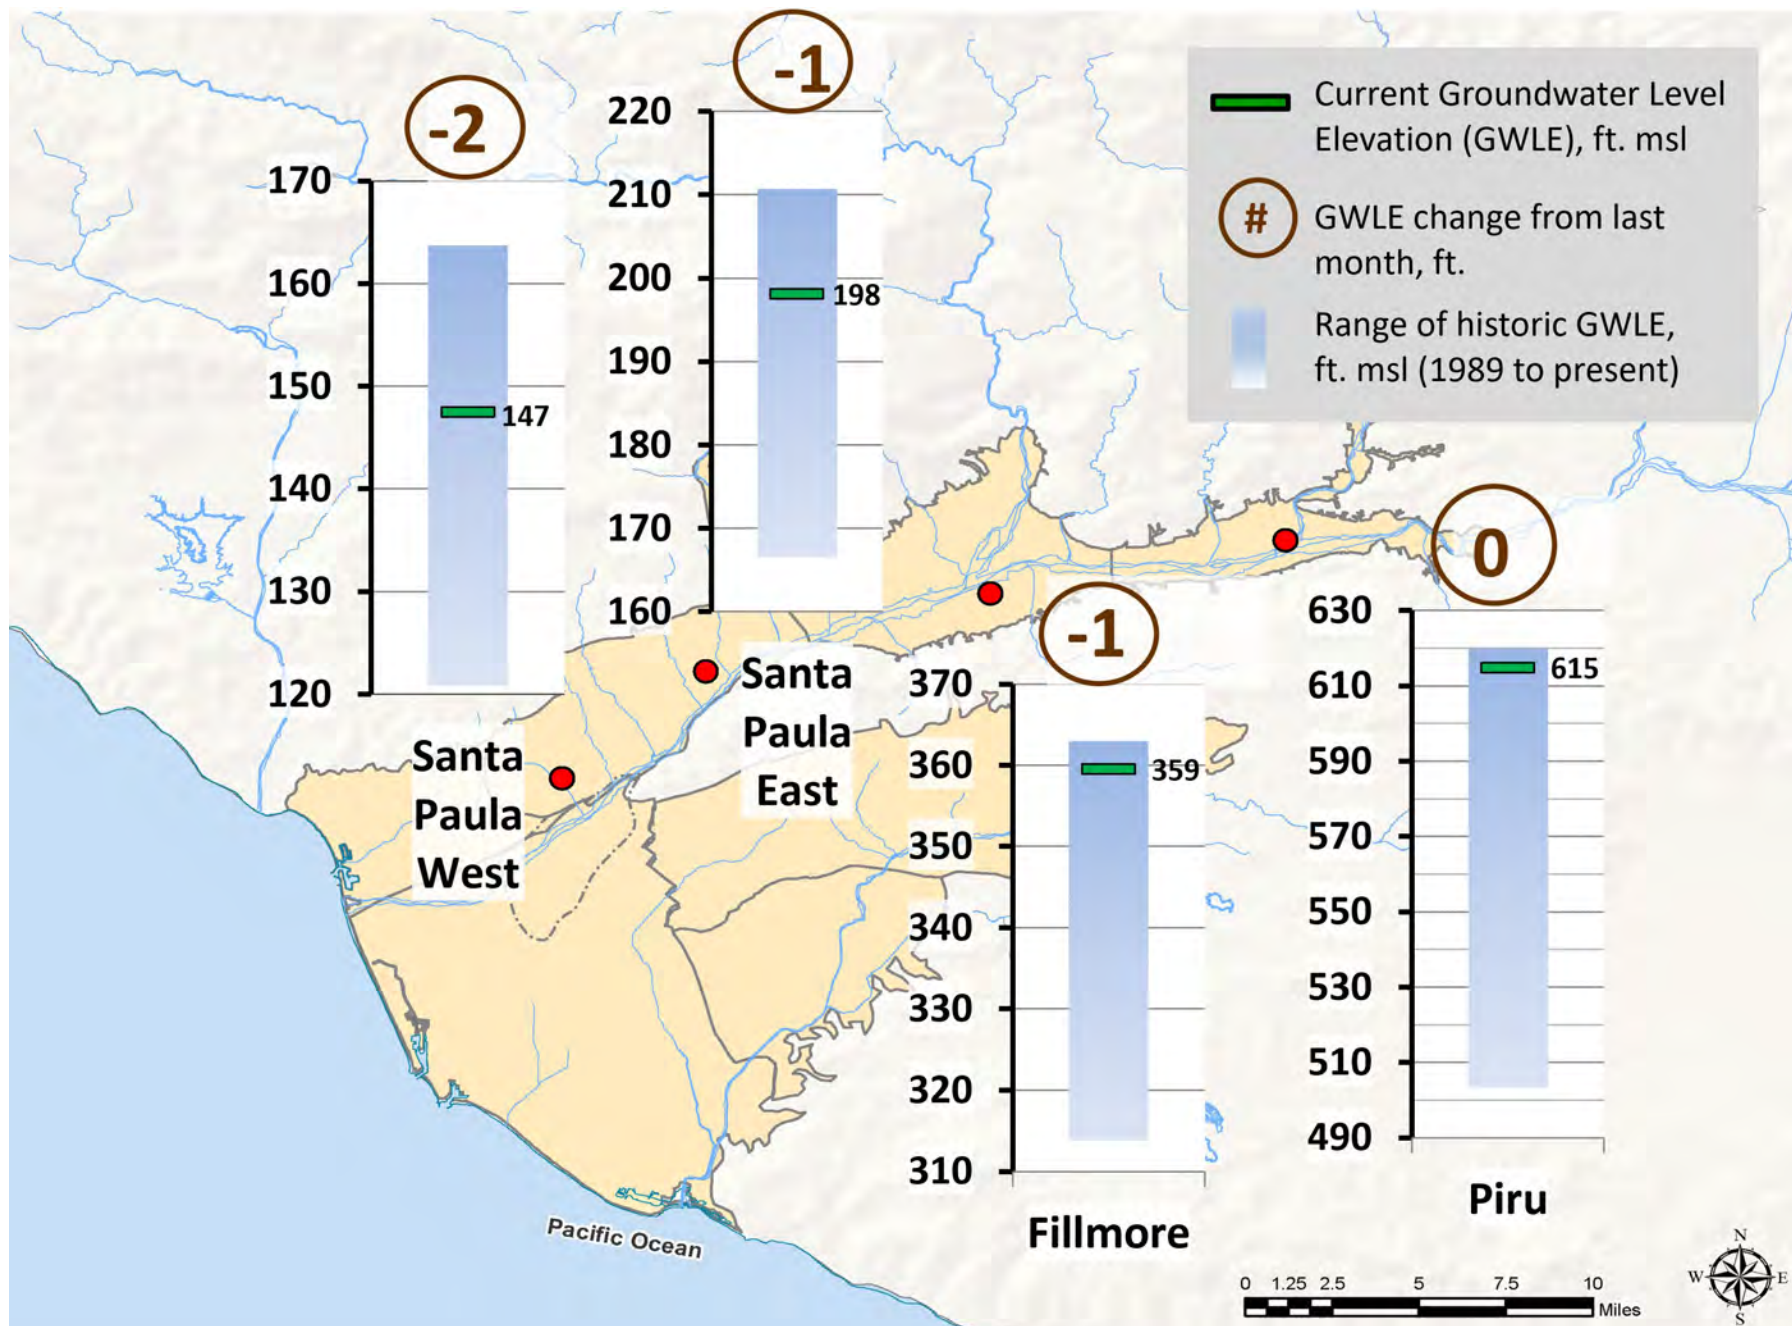 -2
170
160
150
140
130
120
147
Santa
Paula
West
-1
220
210
200
190
180
170
160
198
Santa
Paula
East
Current Groundwater Level
Elevation (GWLE), ft. msl
#
GWLE change from last
month, ft.
Range of historic GWLE,
ft. msl (1989 to present)
-1
370
360
350
340
330
320
310
359
Fillmore
0
630
610
590
570
550
530
510
490
615
Piru
Pacific Ocean
0 1.25 2.5 5 7.5 10
Miles
N
W E
S